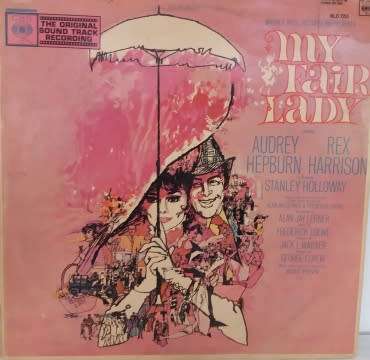 CBS
THE ORIGINAL
SOUND TRACK
RECORDING
MY
FAIR
LADY
AUDREY
HEPBURN
REX
HARRISON
STANLEY HOLLOWAY
ALAN JAY LERNER
FREDERICK LOEWE
JACK L WARNER
GEORGE CUKOR